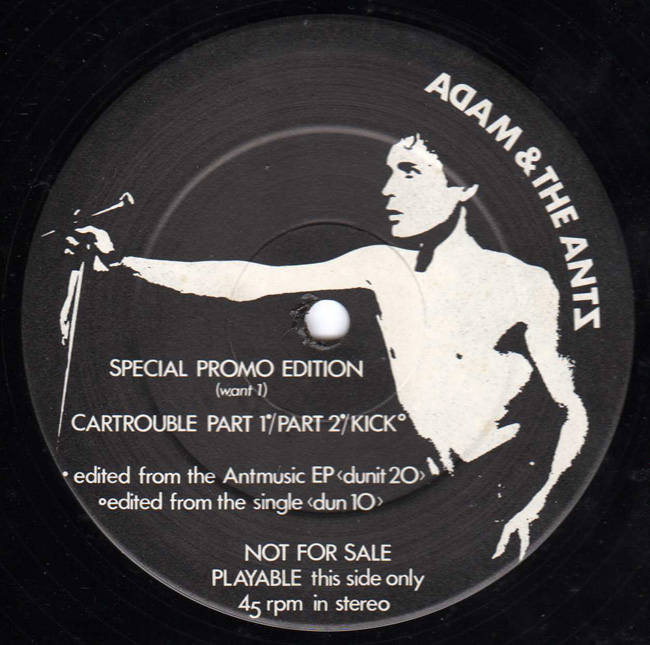 ADAM & THE ANTZ
SPECIAL PROMO EDITION
(want 1)
CARTROUBLE PART 1•/PART 2•/KICK°
• edited from the Antmusic EP ‹dunit 20›
°edited from the single ‹dun 10›
NOT FOR SALE
PLAYABLE this side only
45 rpm in stereo